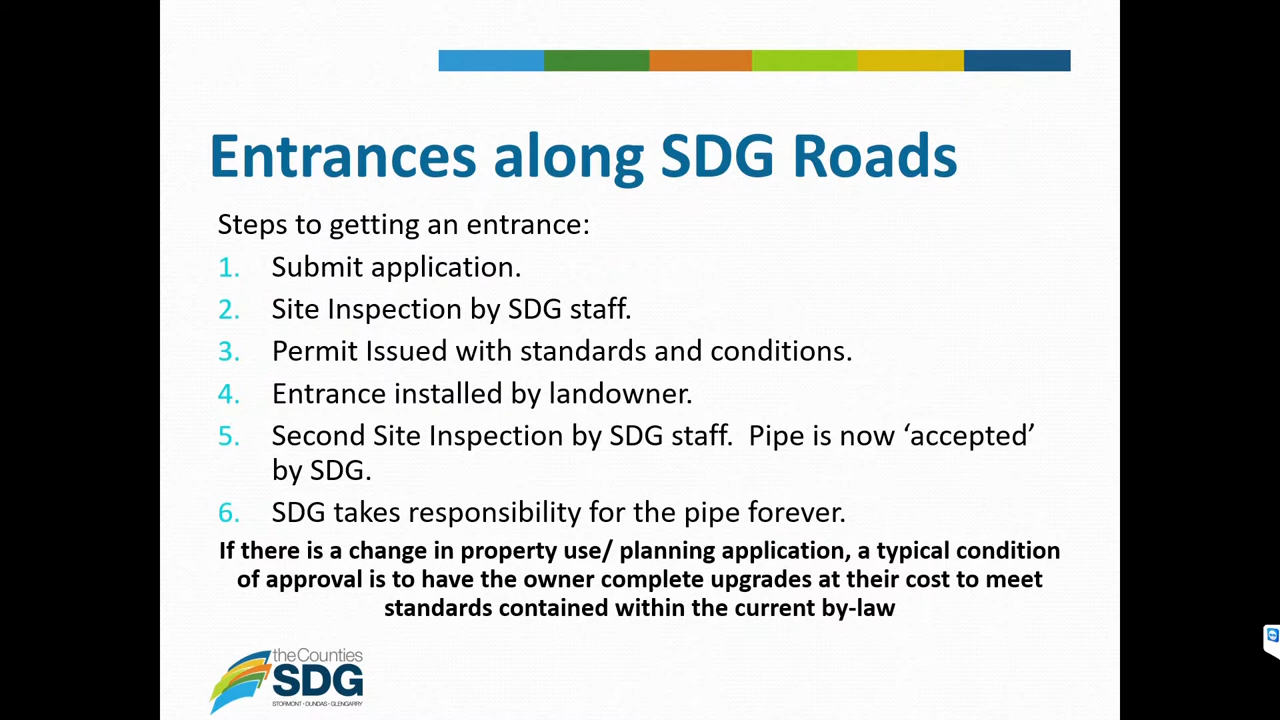 Entrances along SDG Roads
Steps to getting an entrance:
1. Submit application.
2. Site Inspection by SDG staff.
3. Permit Issued with standards and conditions.
4. Entrance installed by landowner.
5. Second Site Inspection by SDG staff.  Pipe is now ‘accepted’
by SDG.
6. SDG takes responsibility for the pipe forever.
If there is a change in property use/ planning application, a typical condition
of approval is to have the owner complete upgrades at their cost to meet
standards contained within the current by-law
theCounties
SDG
STORMONT • DUNDAS • GLENGARRY